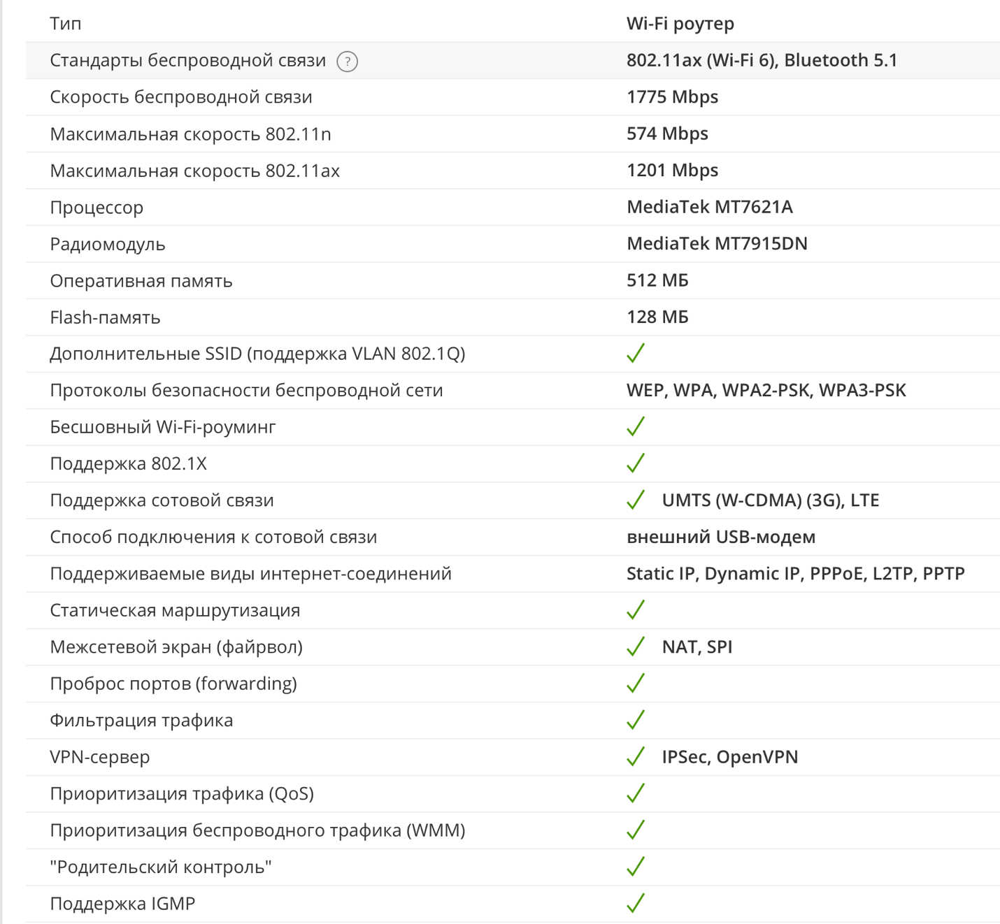 Тип Wi-Fi роутер
Стандарты беспроводной связи ? 802.11ax (Wi-Fi 6), Bluetooth 5.1
Скорость беспроводной связи 1775 Mbps
Максимальная скорость 802.11n 574 Mbps
Максимальная скорость 802.11ax 1201 Mbps
Процессор MediaTek MT7621A
Радиомодуль MediaTek MT7915DN
Оперативная память 512 МБ
Flash-память 128 МБ
Дополнительные SSID (поддержка VLAN 802.1Q)
Протоколы безопасности беспроводной сети WEP, WPA, WPA2-PSK, WPA3-PSK
Бесшовный Wi-Fi-роуминг
Поддержка 802.1X
Поддержка сотовой связи UMTS (W-CDMA) (3G), LTE
Способ подключения к сотовой связи внешний USB-модем
Поддерживаемые виды интернет-соединений Static IP, Dynamic IP, PPPoE, L2TP, PPTP
Статическая маршрутизация
Межсетевой экран (файрвол) NAT, SPI
Проброс портов (forwarding)
Фильтрация трафика
VPN-сервер IPSec, OpenVPN
Приоритизация трафика (QoS)
Приоритизация беспроводного трафика (WMM)
"Родительский контроль"
Поддержка IGMP